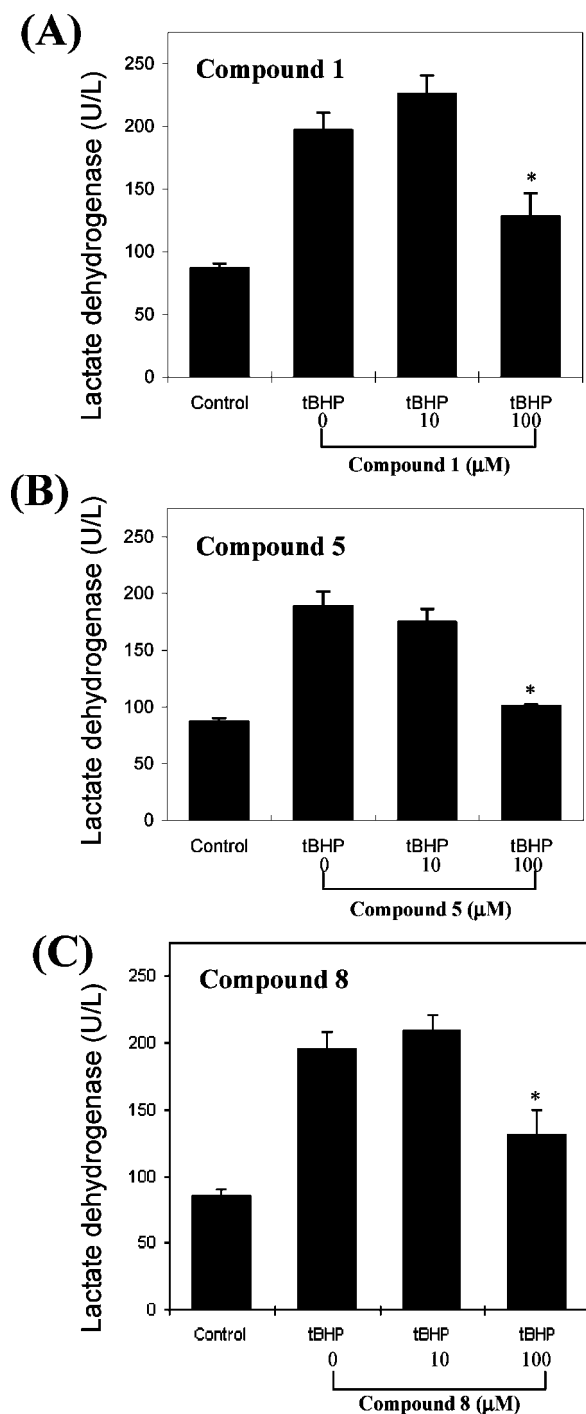 (A)
Compound 1
Lactate dehydrogenase (U/L)
250
200
150
100
50
0
*
Control tBHP tBHP tBHP
0 10 100
Compound 1 (μM)
(B)
Compound 5
Lactate dehydrogenase (U/L)
250
200
150
100
50
0
*
Control tBHP tBHP tBHP
0 10 100
Compound 5 (μM)
(C)
Compound 8
Lactate dehydrogenase (U/L)
250
200
150
100
50
0
*
Control tBHP tBHP tBHP
0 10 100
Compound 8 (μM)